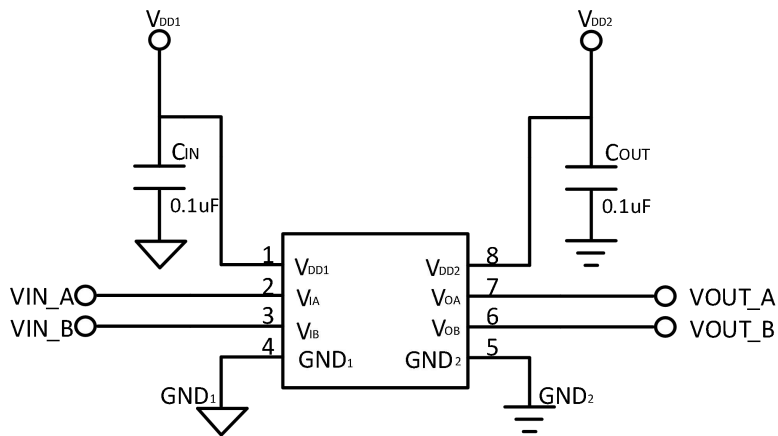 VDD1
VDD2
CIN
0.1uF
COUT
0.1uF
1
VDD1
VDD2
8
VIN_A
2
VIA
VOA
7
VOUT_A
VIN_B
3
VIB
VOB
6
VOUT_B
4
GND1
GND2
5
GND1
GND2